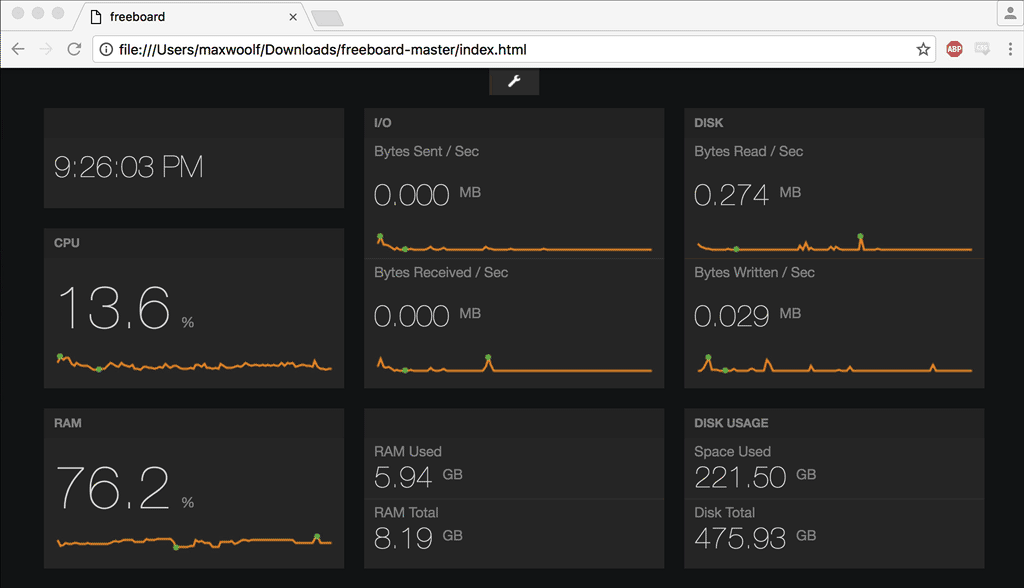 freeboard
file:///Users/maxwoolf/Downloads/freeboard-master/index.html
ABP
9:26:03 PM
CPU
13.6 %
RAM
76.2 %
I/O
Bytes Sent / Sec
0.000 MB
Bytes Received / Sec
0.000 MB
RAM Used
5.94 GB
RAM Total
8.19 GB
DISK
Bytes Read / Sec
0.274 MB
Bytes Written / Sec
0.029 MB
DISK USAGE
Space Used
221.50 GB
Disk Total
475.93 GB